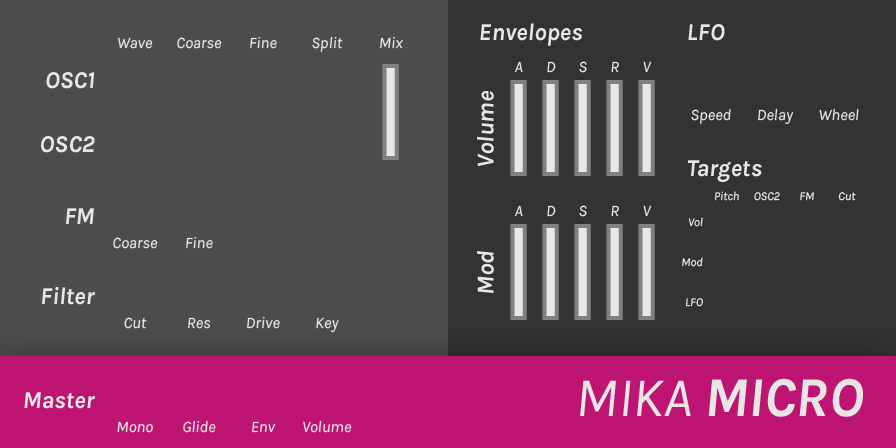 Wave Coarse Fine Split Mix
OSC1
OSC2
FM
Coarse Fine
Filter
Cut Res Drive Key
Envelopes
A D S R V
Volume
A D S R V
Mod
LFO
Speed Delay Wheel
Targets
Pitch OSC2 FM Cut
Vol
Mod
LFO
Master
Mono Glide Env Volume
MIKA MICRO